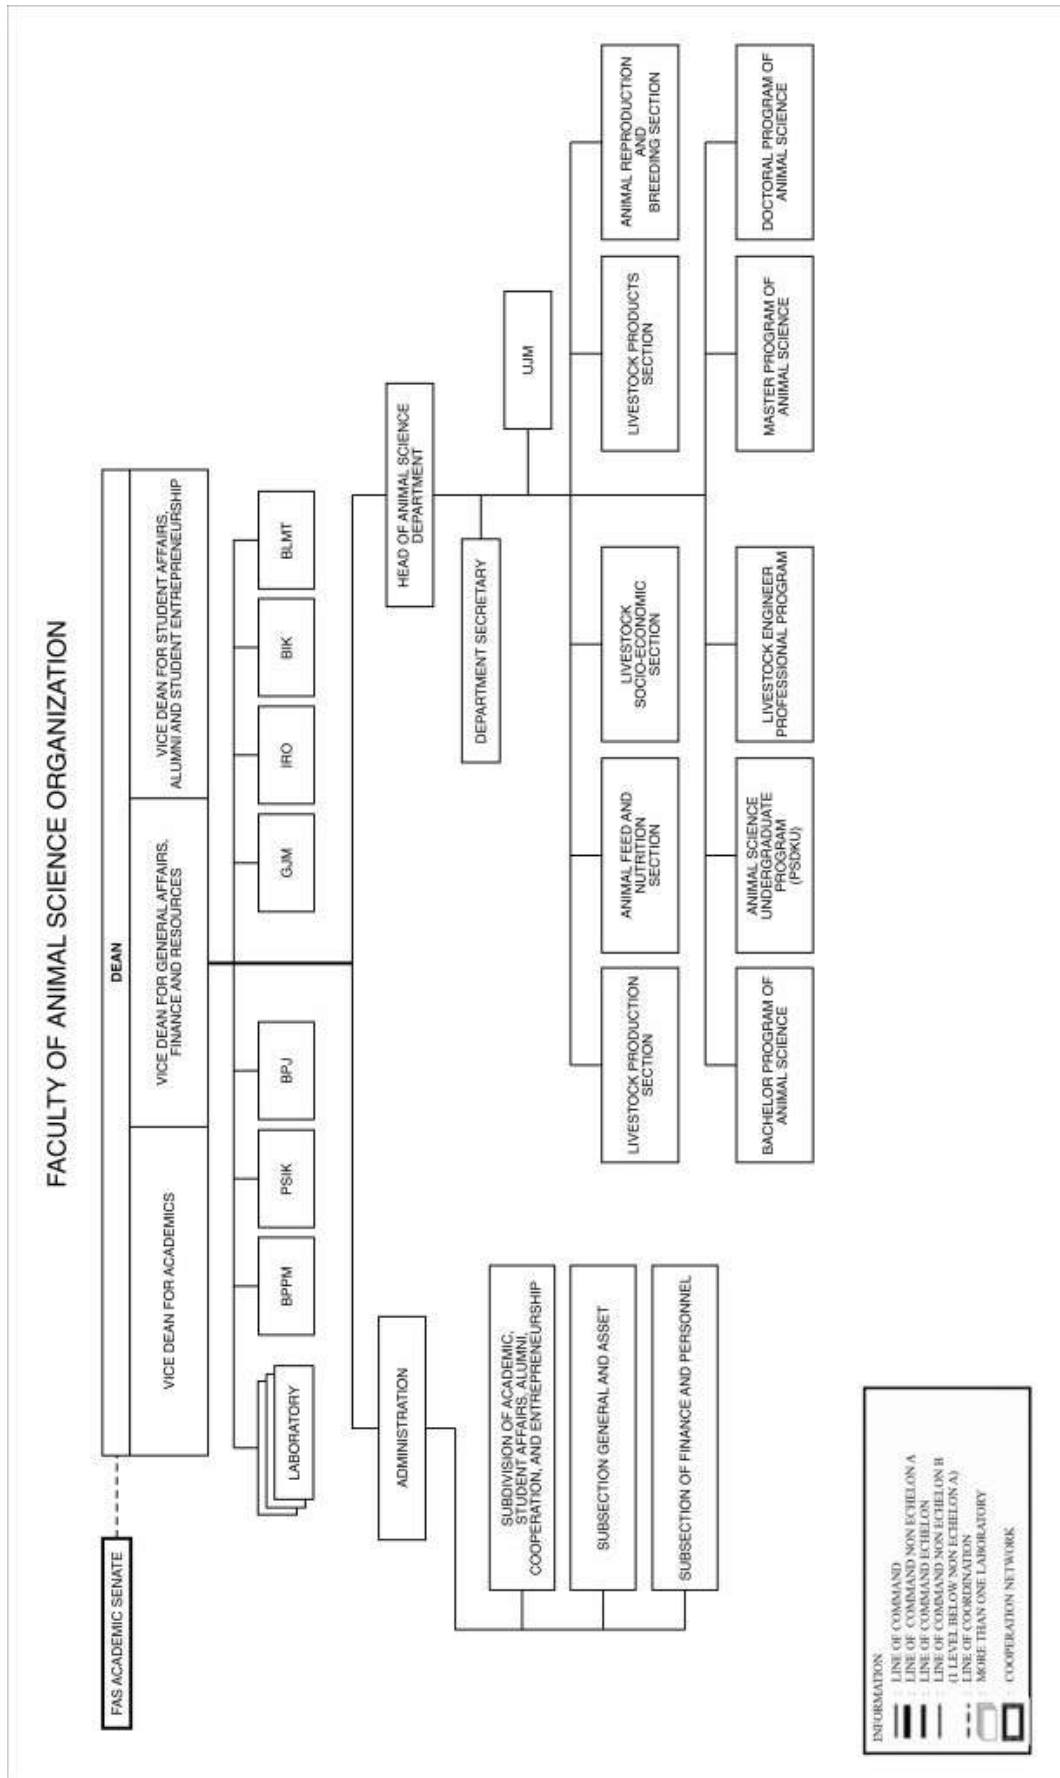 FACULTY OF ANIMAL SCIENCE ORGANIZATION
FAS ACADEMIC SENATE
DEAN
VICE DEAN FOR ACADEMICS
VICE DEAN FOR GENERAL AFFAIRS,
FINANCE AND RESOURCES
VICE DEAN FOR STUDENT AFFAIRS,
ALUMNI AND STUDENT ENTREPRENEURSHIP
LABORATORY
BPPM
PSIK
BPJ
GJM
IRO
BIK
BLMT
ADMINISTRATION
HEAD OF ANIMAL SCIENCE
DEPARTMENT
DEPARTMENT SECRETARY
UJM
SUBDIVISION OF ACADEMIC,
STUDENT AFFAIRS, ALUMNI,
COOPERATION, AND ENTREPRENEURSHIP
SUBSECTION GENERAL AND ASSET
SUBSECTION OF FINANCE AND PERSONNEL
LIVESTOCK PRODUCTION
SECTION
ANIMAL FEED AND
NUTRITION
SECTION
LIVESTOCK
SOCIO-ECONOMIC
SECTION
LIVESTOCK PRODUCTS
SECTION
ANIMAL REPRODUCTION
AND
BREEDING SECTION
BACHELOR PROGRAM OF
ANIMAL SCIENCE
ANIMAL SCIENCE
UNDERGRADUATE
PROGRAM
(PSDKU)
LIVESTOCK ENGINEER
PROFESSIONAL PROGRAM
MASTER PROGRAM OF
ANIMAL SCIENCE
DOCTORAL PROGRAM OF
ANIMAL SCIENCE
INFORMATION
: LINE OF COMMAND
: LINE OF COMMAND NON ECHELON A
: LINE OF COMMAND ECHELON
: LINE OF COMMAND NON ECHELON B
(1 LEVEL BELOW NON ECHELON A)
: LINE OF COORDINATION
: MORE THAN ONE LABORATORY
: COOPERATION NETWORK